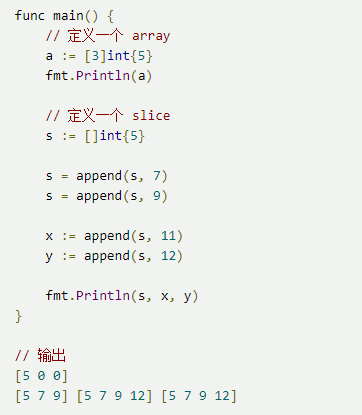 func main() {
    // 定义一个 array
    a := [3]int{5}
    fmt.Println(a)

    // 定义一个 slice
    s := []int{5}

    s = append(s, 7)
    s = append(s, 9)

    x := append(s, 11)
    y := append(s, 12)

    fmt.Println(s, x, y)
}

// 输出
[5 0 0]
[5 7 9] [5 7 9 12] [5 7 9 12]